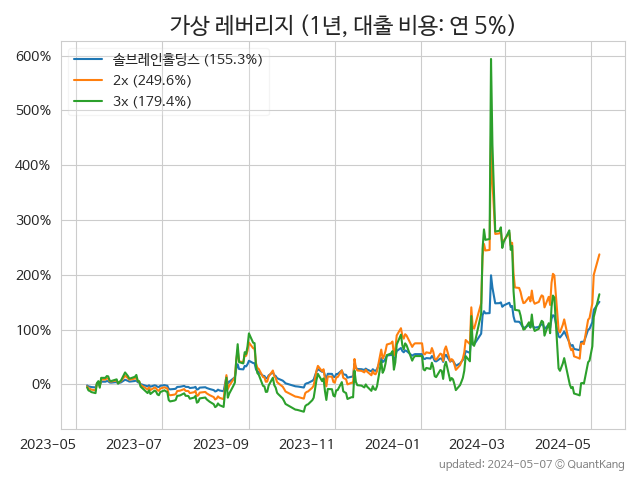 가상 레버리지 (1년, 대출 비용: 연 5%)
솔브레인홀딩스 (155.3%)
2x (249.6%)
3x (179.4%)
600%
500%
400%
300%
200%
100%
0%
2023-05 2023-07 2023-09 2023-11 2024-01 2024-03 2024-05
updated: 2024-05-07 © QuantKang